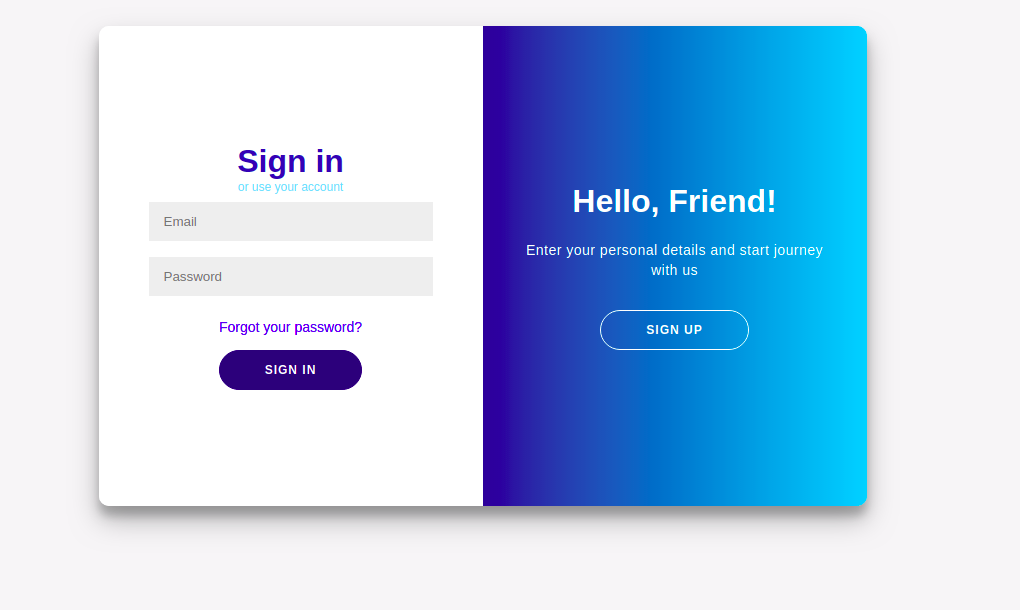 Sign in
or use your account
Email
Password
Forgot your password?
SIGN IN
Hello, Friend!
Enter your personal details and start journey
with us
SIGN UP